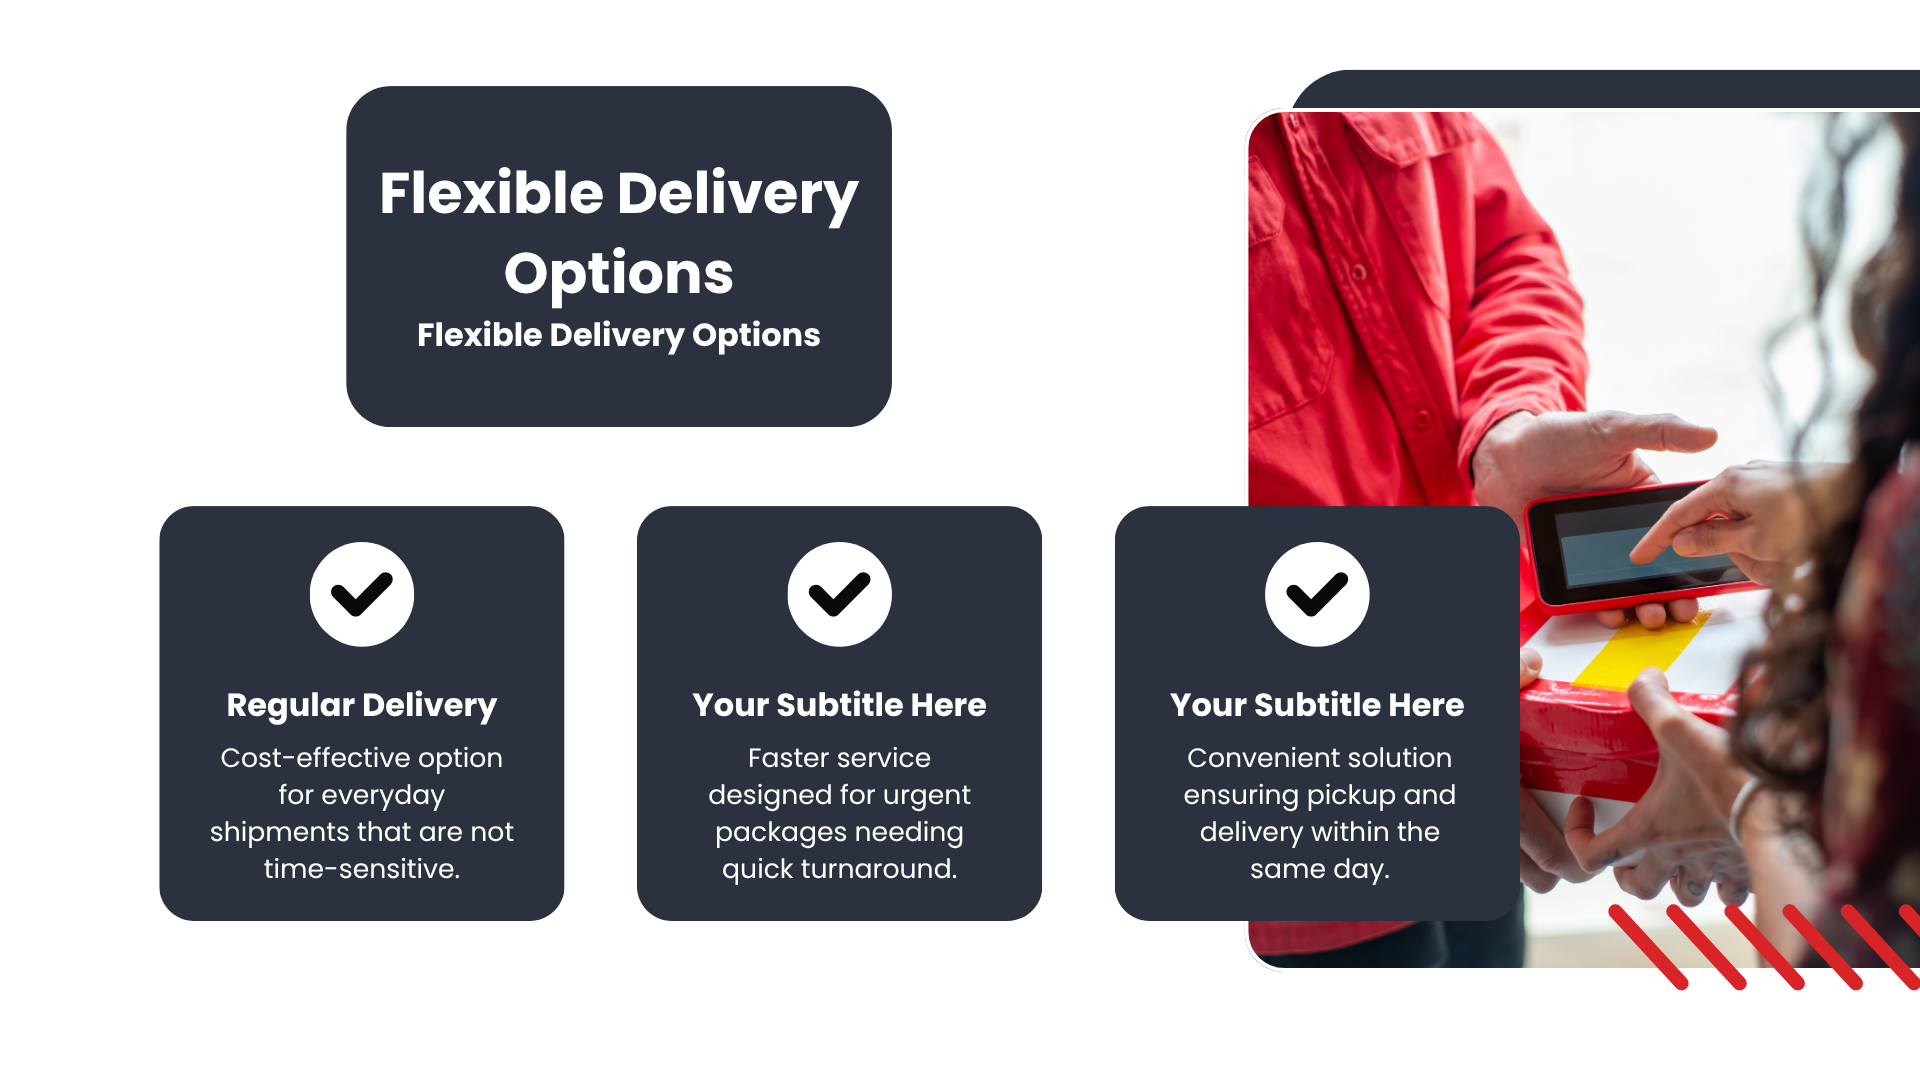 Flexible Delivery
Options
Flexible Delivery Options
Regular Delivery
Cost-effective option
for everyday
shipments that are not
time-sensitive.
Your Subtitle Here
Faster service
designed for urgent
packages needing
quick turnaround.
Your Subtitle Here
Convenient solution
ensuring pickup and
delivery within the
same day.